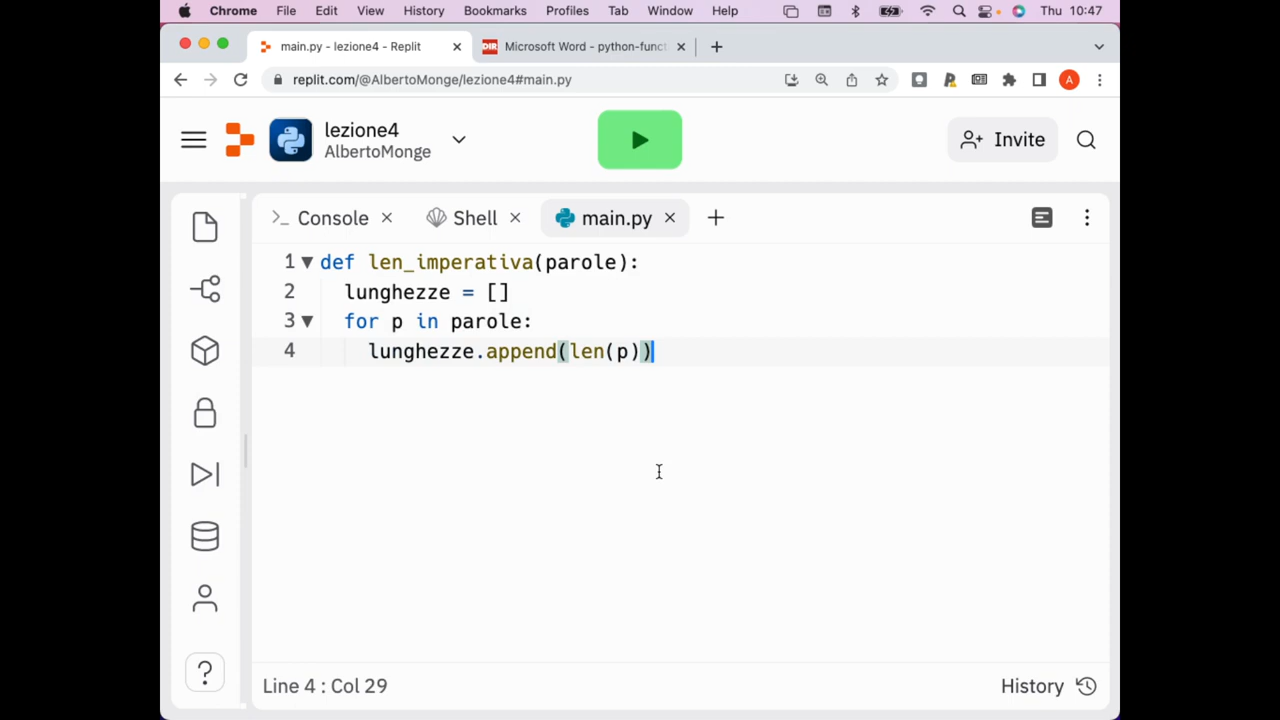 Chrome File Edit View History Bookmarks Profiles Tab Window Help Thu 10:47
main.py - lezione4 - Replit
DIR Microsoft Word - python-func
replit.com/@AlbertoMonge/lezione4#main.py
A
lezione4
AlbertoMonge
Invite
Console
Shell
main.py
1 def len_imperativa(parole):
2 lunghezze = []
3 for p in parole:
4 lunghezze.append(len(p))
?
Line 4 : Col 29
History